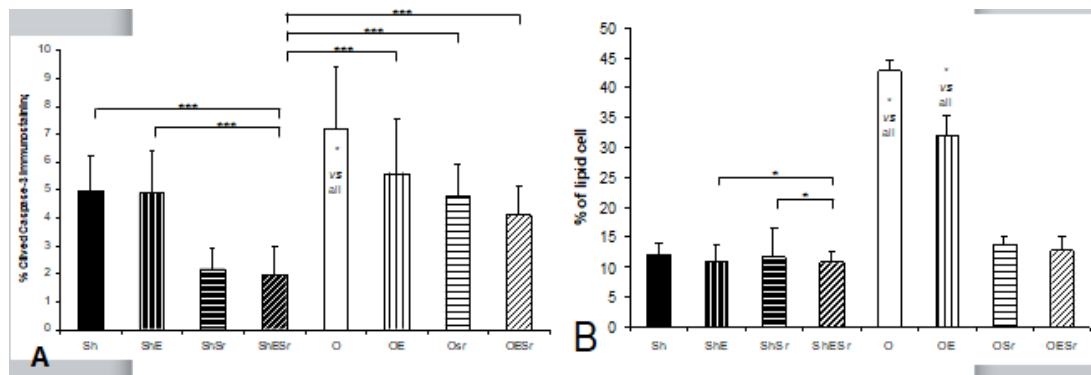 ***
***
***
***
***
10
9
8
7
6
5
4
3
2
1
0
% Clived Caspase-3 Immunostaining
*
vs
all
Sh
ShE
ShSr
ShESr
O
OE
Osr
OESr
A
50
45
40
35
30
25
20
15
10
5
0
% of lipid cell
*
*
*
vs
all
*
vs
all
Sh
ShE
ShSr
ShESr
O
OE
OSr
OESr
B